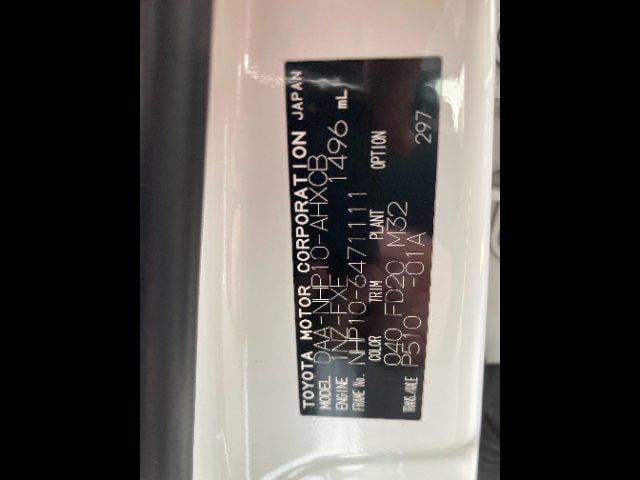 TOYOTA MOTOR CORPORATION JAPAN
MODEL DAA-NHP10-AHXCB
ENGINE 1NZ-FXE 1496 mL
FRAME No. NHP10-6471111
COLOR TRIM PLANT OPTION
040 FD20 M32
TRANS./AXLE P510 -01A 297